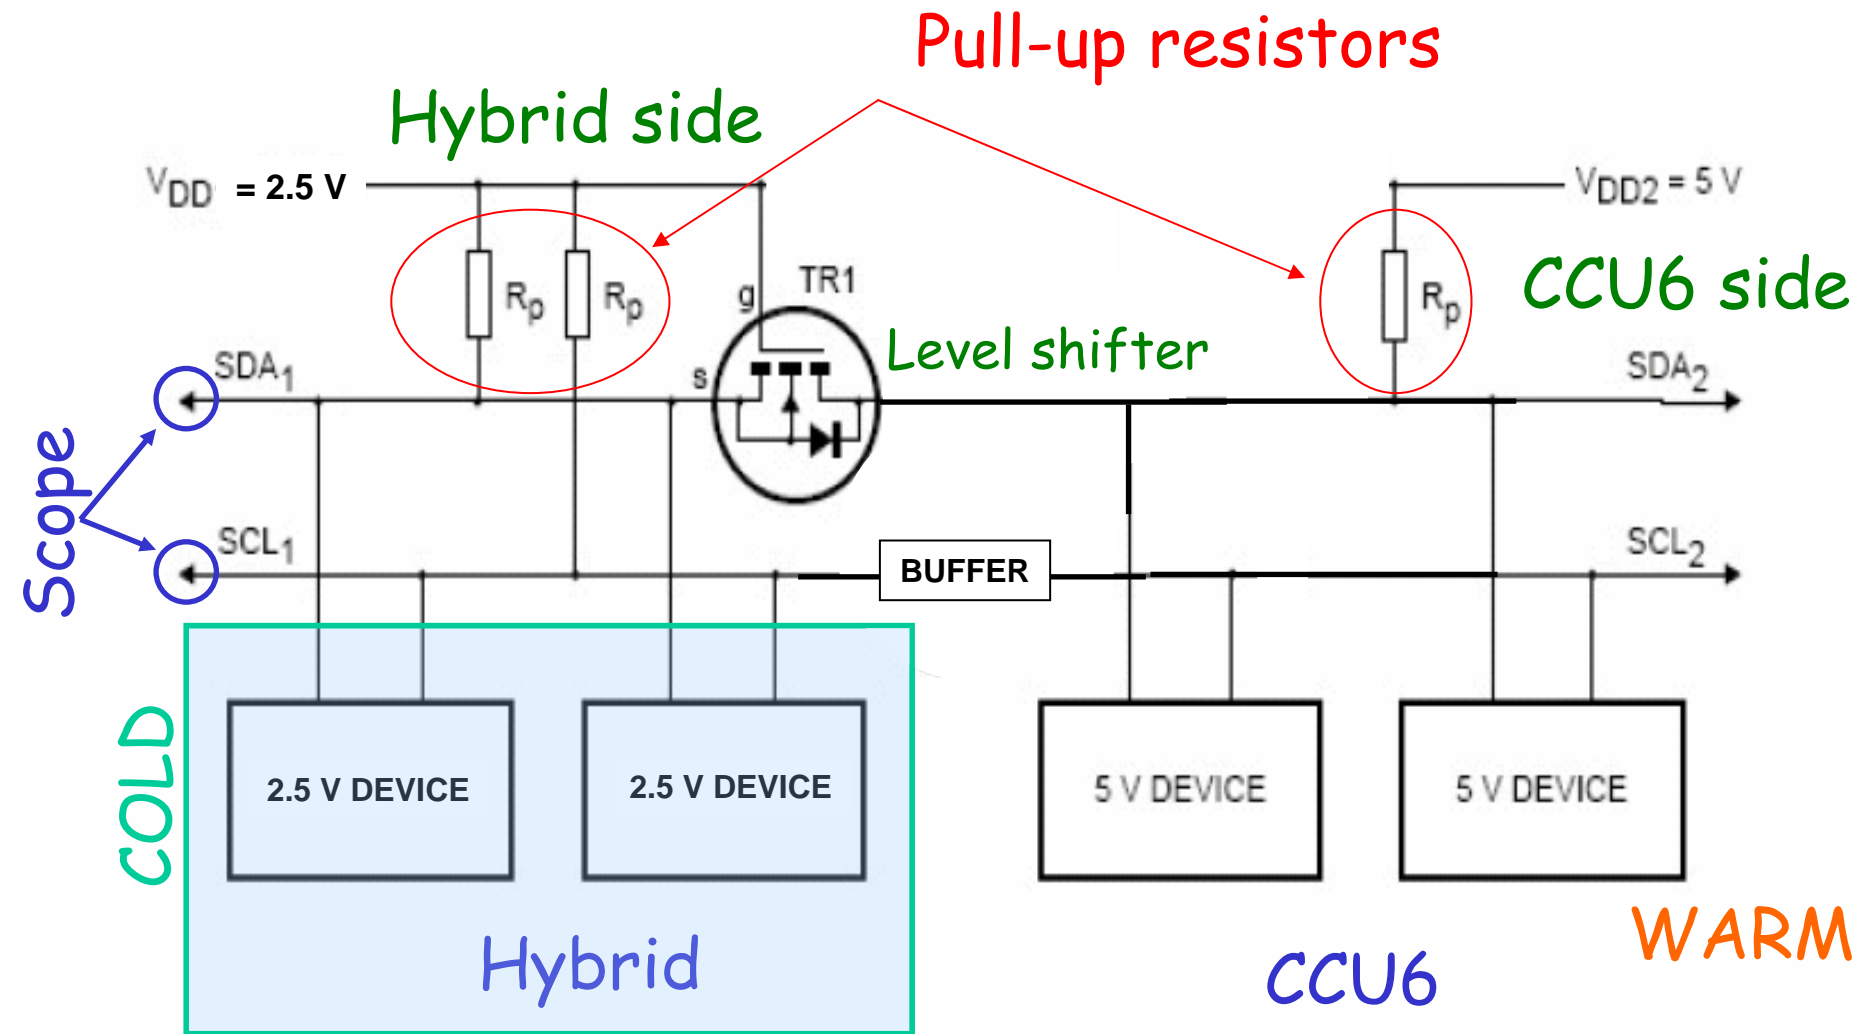 Pull-up resistors
Hybrid side
VDD = 2.5 V
VDD2 = 5 V
TR1
g
Rp
Rp
Rp
CCU6 side
Level shifter
SDA1
s
SDA2
Scope
SCL1
BUFFER
SCL2
COLD
2.5 V DEVICE
2.5 V DEVICE
5 V DEVICE
5 V DEVICE
WARM
Hybrid
CCU6